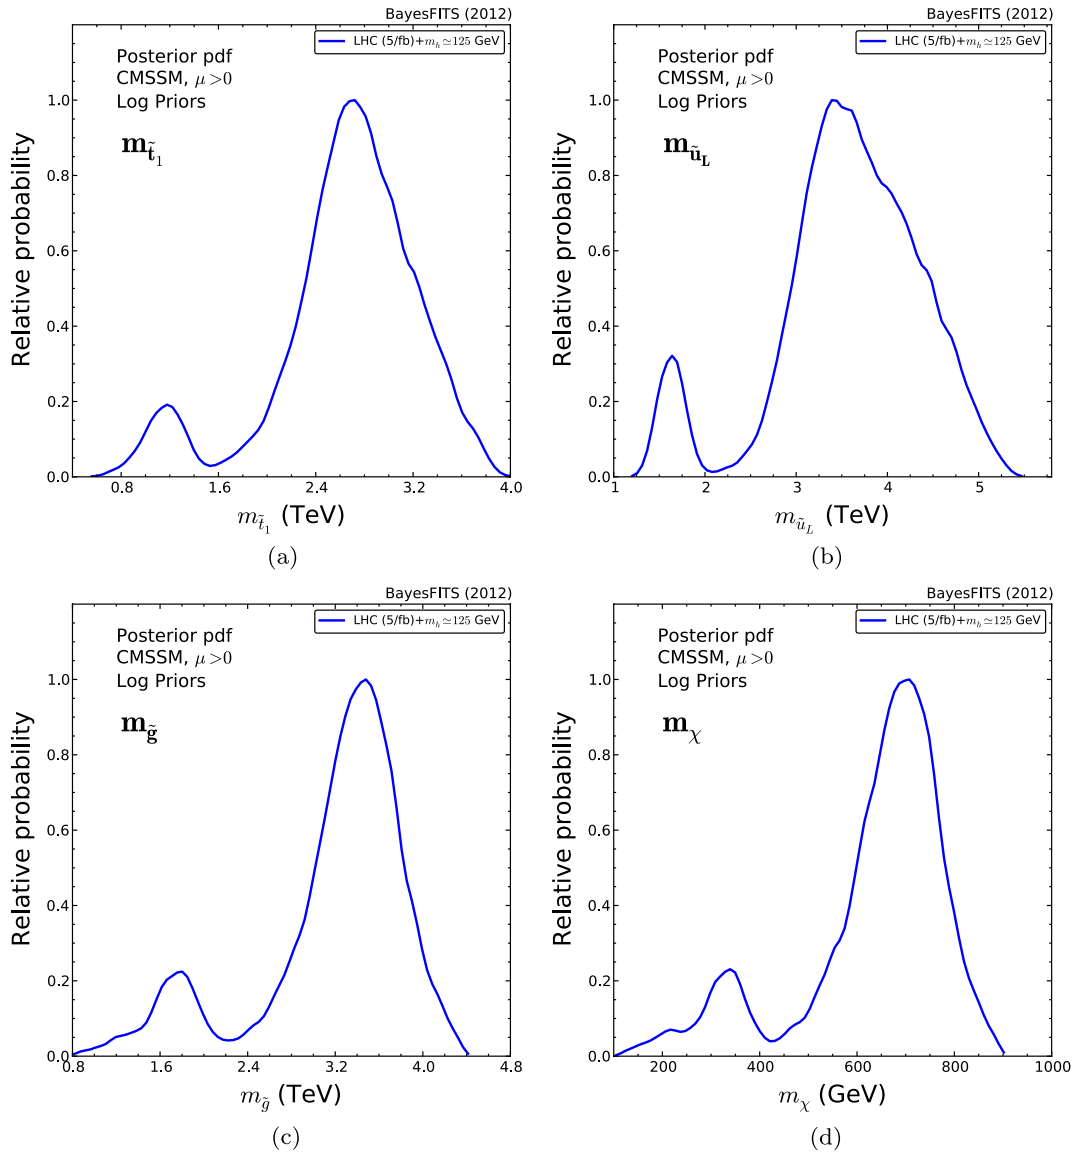 BayesFITS (2012)
LHC (5/fb)+m_h≃125 GeV
Posterior pdf
CMSSM, μ>0
Log Priors
m_t̃₁
Relative probability
1.0
0.8
0.6
0.4
0.2
0.0
0.8 1.6 2.4 3.2 4.0
m_t̃₁ (TeV)
(a)
BayesFITS (2012)
LHC (5/fb)+m_h≃125 GeV
Posterior pdf
CMSSM, μ>0
Log Priors
m_ũ_L
Relative probability
1.0
0.8
0.6
0.4
0.2
0.0
1 2 3 4 5
m_ũ_L (TeV)
(b)
BayesFITS (2012)
LHC (5/fb)+m_h≃125 GeV
Posterior pdf
CMSSM, μ>0
Log Priors
m_g̃
Relative probability
1.0
0.8
0.6
0.4
0.2
0.0
0.8 1.6 2.4 3.2 4.0 4.8
m_g̃ (TeV)
(c)
BayesFITS (2012)
LHC (5/fb)+m_h≃125 GeV
Posterior pdf
CMSSM, μ>0
Log Priors
m_χ
Relative probability
1.0
0.8
0.6
0.4
0.2
0.0
200 400 600 800 1000
m_χ (GeV)
(d)